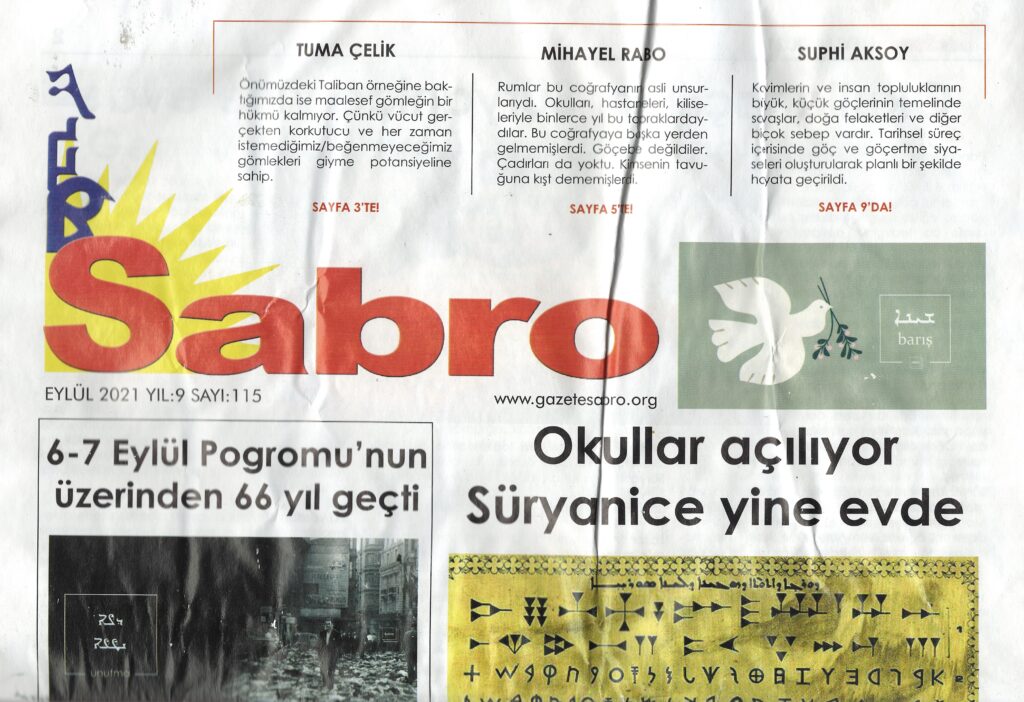 TUMA ÇELİK
Önümüzdeki Taliban örneğine bak-
tığımızda ise maalesef gömleğin bir
hükmü kalmıyor. Çünkü vücut ger-
çekten korkutucu ve her zaman
istemediğimiz/beğenmeyeceğimiz
gömlekleri giyme potansiyeline
sahip.
SAYFA 3'TE!
MİHAYEL RABO
Rumlar bu coğrafyanın asli unsur-
larıydı. Okulları, hastaneleri, kilise-
leriyle binlerce yıl bu topraklarday-
dılar. Bu coğrafyaya başka yerden
gelmemişlerdi. Göçebe değildiler.
Çadırları da yoktu. Kimsenin tavu-
ğuna kışt dememişlerdi.
SAYFA 5'TE!
SUPHİ AKSOY
Kavimlerin ve insan topluluklarının
büyük, küçük göçlerinin temelinde
savaşlar, doğa felaketleri ve diğer
birçok sebep vardır. Tarihsel süreç
içerisinde göç ve göçertme siya-
seleri oluşturularak planlı bir şekilde
hayata geçirildi.
SAYFA 9'DA!
Sabro
EYLÜL 2021 YIL:9 SAYI:115
www.gazetesabro.org
ܫܝܢܐ
barış
6-7 Eylül Pogromu'nun
üzerinden 66 yıl geçti
unutma
Okullar açılıyor
Süryanice yine evde